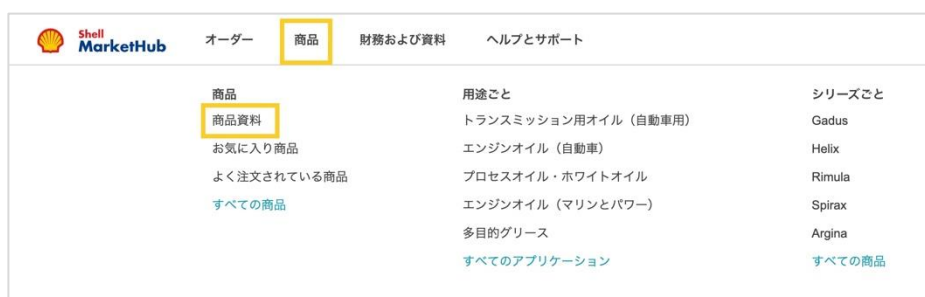 Shell
MarketHub
オーダー
商品
財務および資料
ヘルプとサポート
商品
商品資料
お気に入り商品
よく注文されている商品
すべての商品
用途ごと
トランスミッション用オイル（自動車用）
エンジンオイル（自動車）
プロセスオイル・ホワイトオイル
エンジンオイル（マリンとパワー）
多目的グリース
すべてのアプリケーション
シリーズごと
Gadus
Helix
Rimula
Spirax
Argina
すべての商品